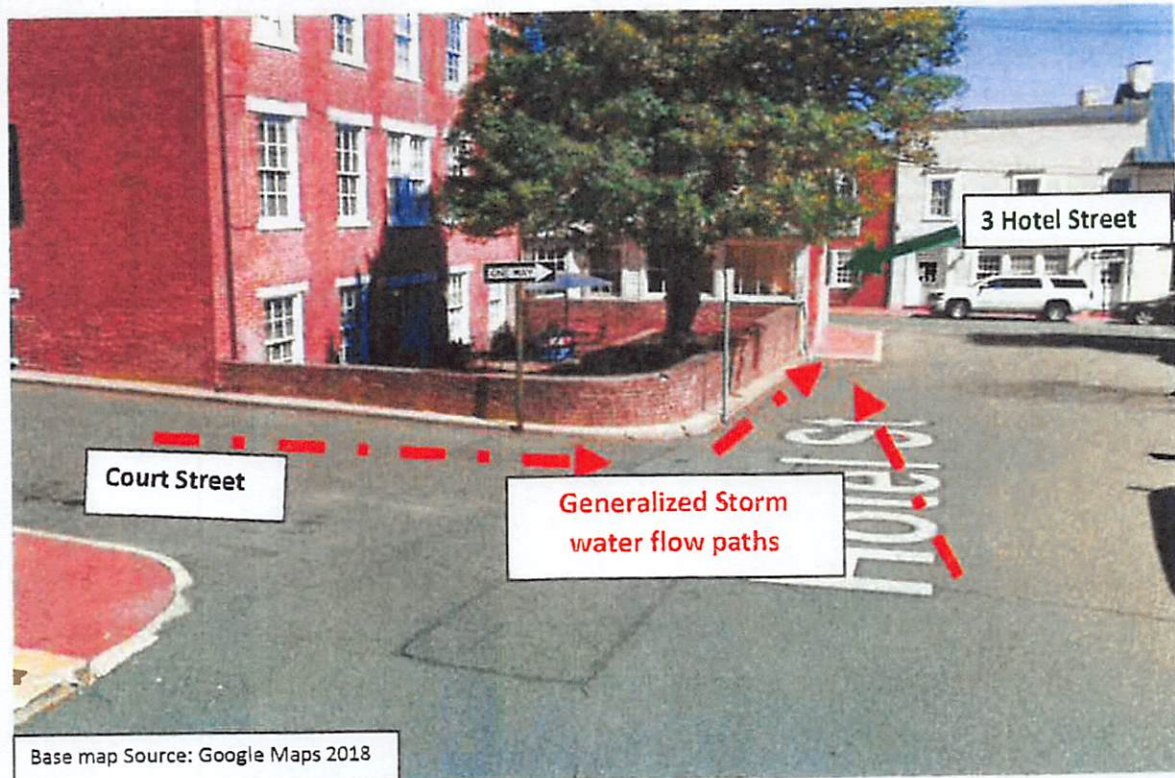 3 Hotel Street
ONE WAY
Court Street
Generalized Storm
water flow paths
Hotel St
Base map Source: Google Maps 2018